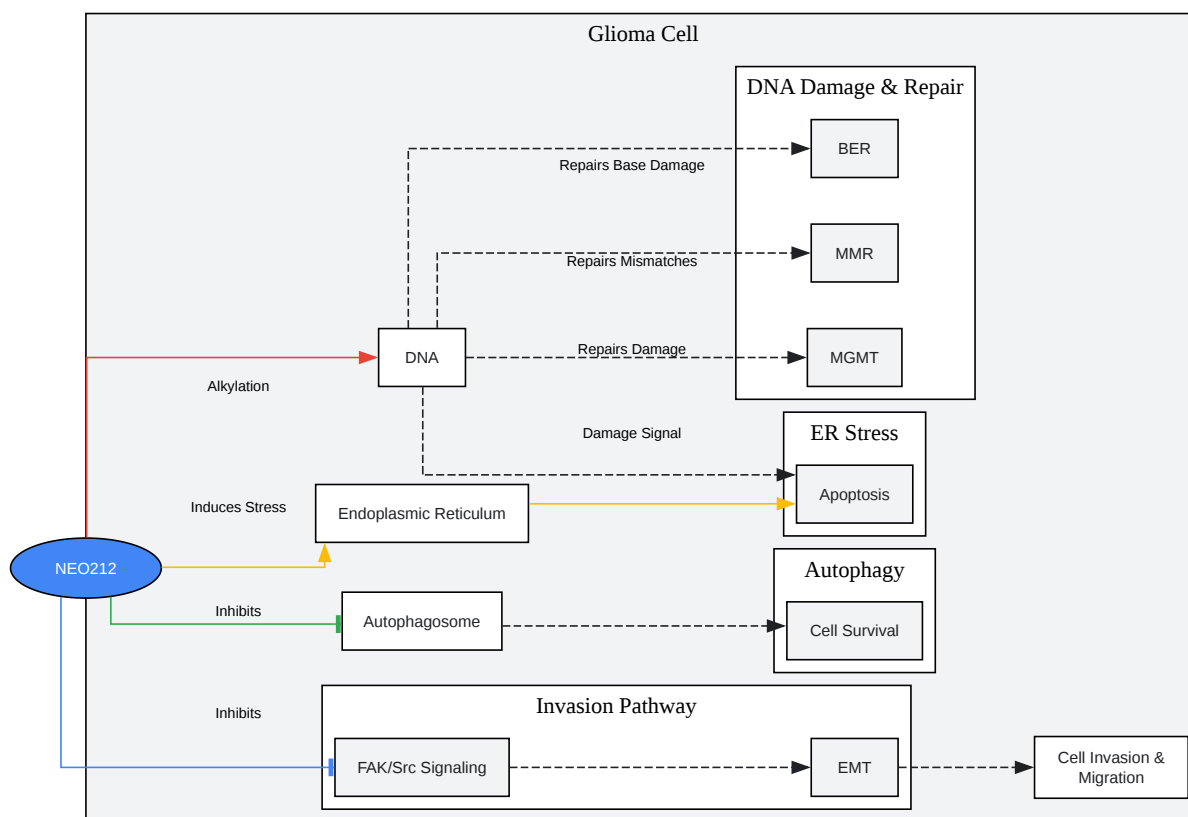 Glioma Cell
DNA Damage & Repair
BER
Repairs Base Damage
MMR
Repairs Mismatches
DNA
Repairs Damage
MGMT
Alkylation
ER Stress
Damage Signal
Apoptosis
Induces Stress
Endoplasmic Reticulum
NEO212
Autophagy
Inhibits
Autophagosome
Cell Survival
Invasion Pathway
Inhibits
FAK/Src Signaling
EMT
Cell Invasion &
Migration